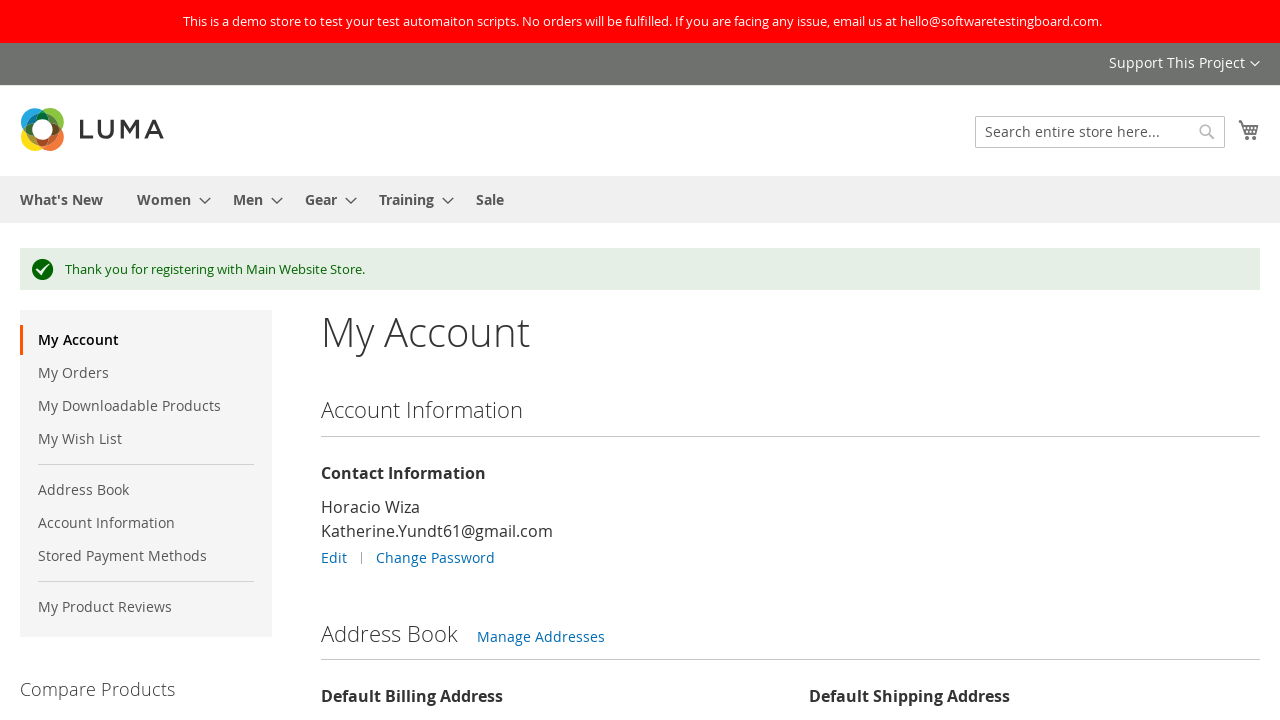 This is a demo store to test your test automaiton scripts. No orders will be fulfilled. If you are facing any issue, email us at hello@softwaretestingboard.com.
Support This Project
LUMA
Search entire store here...
What's New
Women
Men
Gear
Training
Sale
Thank you for registering with Main Website Store.
My Account
My Orders
My Downloadable Products
My Wish List
Address Book
Account Information
Stored Payment Methods
My Product Reviews
Compare Products
My Account
Account Information
Contact Information
Horacio Wiza
Katherine.Yundt61@gmail.com
Edit | Change Password
Address Book Manage Addresses
Default Billing Address
Default Shipping Address